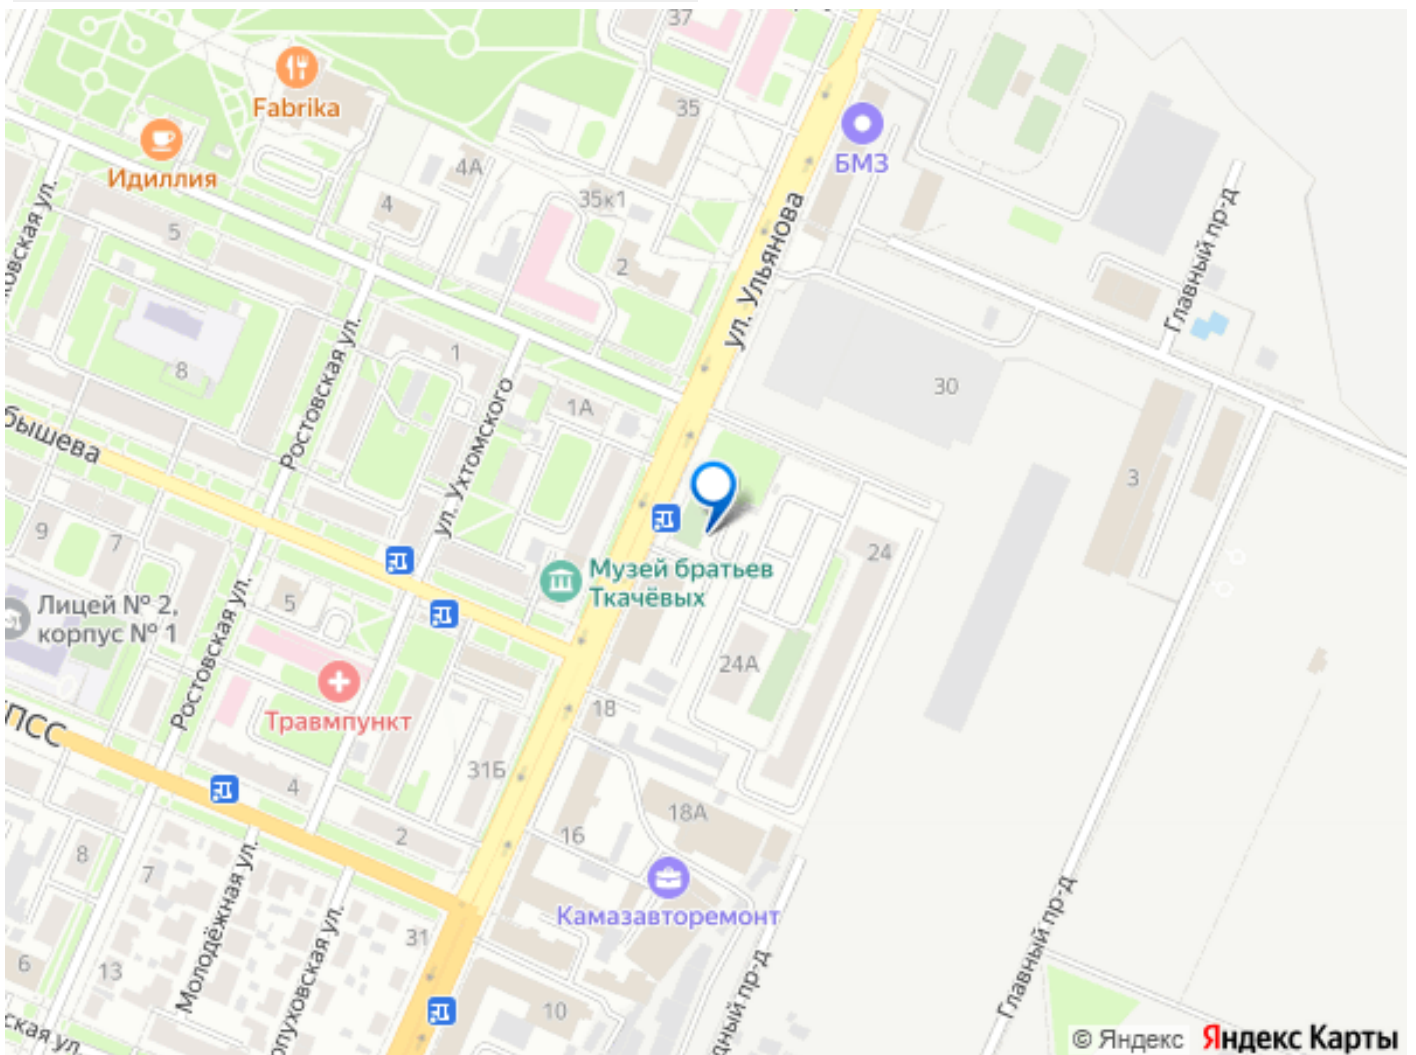 37
Fabrika
35
БМЗ
Идиллия
4А
4
35к1
5
2
ул. Ульянова
Главный пр-д
Ростовская ул.
1
8
30
1А
ул. Ухтомского
3
9
7
24
Музей братьев
Ткачёвых
Лицей № 2,
корпус № 1
5
24А
Ростовская ул.
Травмпункт
18
31Б
4
18А
16
2
8
7
Молодёжная ул.
Камазавторемонт
31
6
13
10
Главный пр-д
© Яндекс
Яндекс Карты